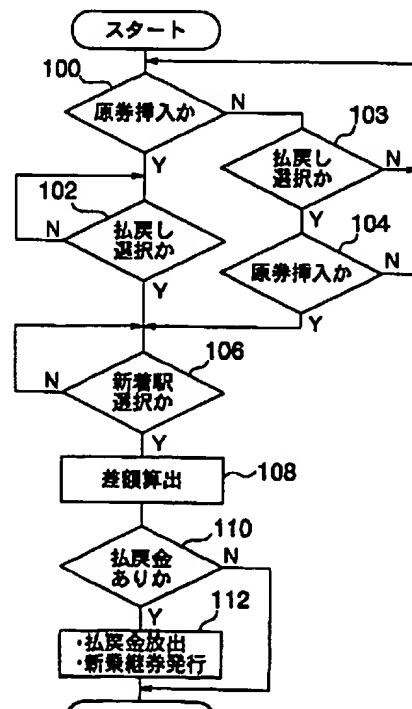 スタート
100
原券挿入か
N
Y
103
払戻し
選択か
N
Y
102
払戻し
選択か
N
Y
104
原券挿入か
N
Y
106
新着駅
選択か
N
Y
差額算出
108
110
払戻金
ありか
N
Y
112
・払戻金放出
・新乗継券発行